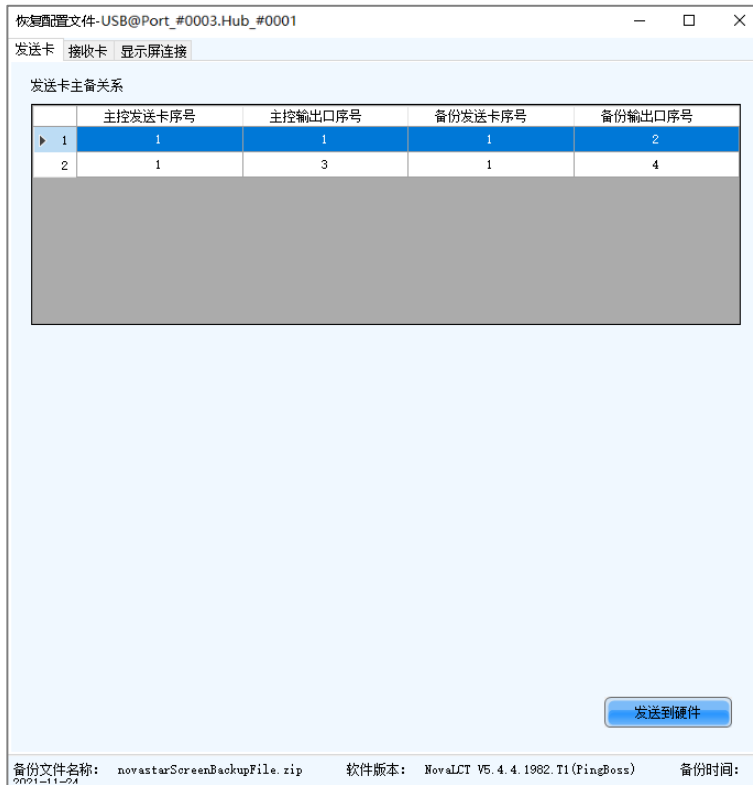 恢复配置文件-USB@Port_#0003.Hub_#0001
发送卡 接收卡 显示屏连接
发送卡主备关系
主控发送卡序号 主控输出口序号 备份发送卡序号 备份输出口序号
1 1 1 1 2
2 1 3 1 4
发送到硬件
备份文件名称: novastarScreenBackupFile.zip 软件版本: NovaLCT V5.4.4.1982.T1(PingBoss) 备份时间:
2021-11-24